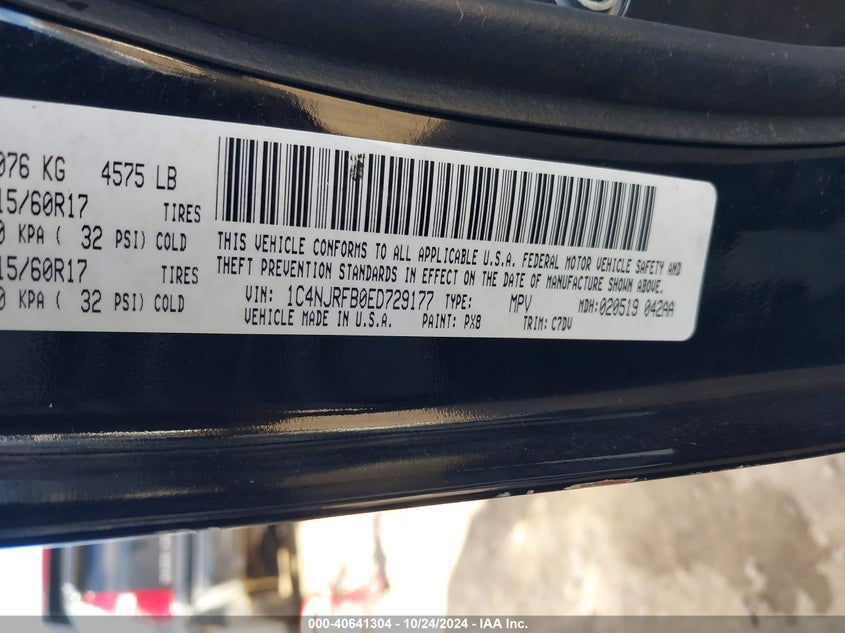 076 KG 4575 LB
15/60R17 TIRES
0 KPA ( 32 PSI) COLD
15/60R17 TIRES
0 KPA ( 32 PSI) COLD
THIS VEHICLE CONFORMS TO ALL APPLICABLE U.S.A. FEDERAL MOTOR VEHICLE SAFETY AND
THEFT PREVENTION STANDARDS IN EFFECT ON THE DATE OF MANUFACTURE SHOWN ABOVE.
VIN: 1C4NJRFB0ED729177 TYPE: MPV MDH:020519 042AA
VEHICLE MADE IN U.S.A. PAINT: PX8 TRIM: C7DV
000-40641304 - 10/24/2024 - IAA Inc.